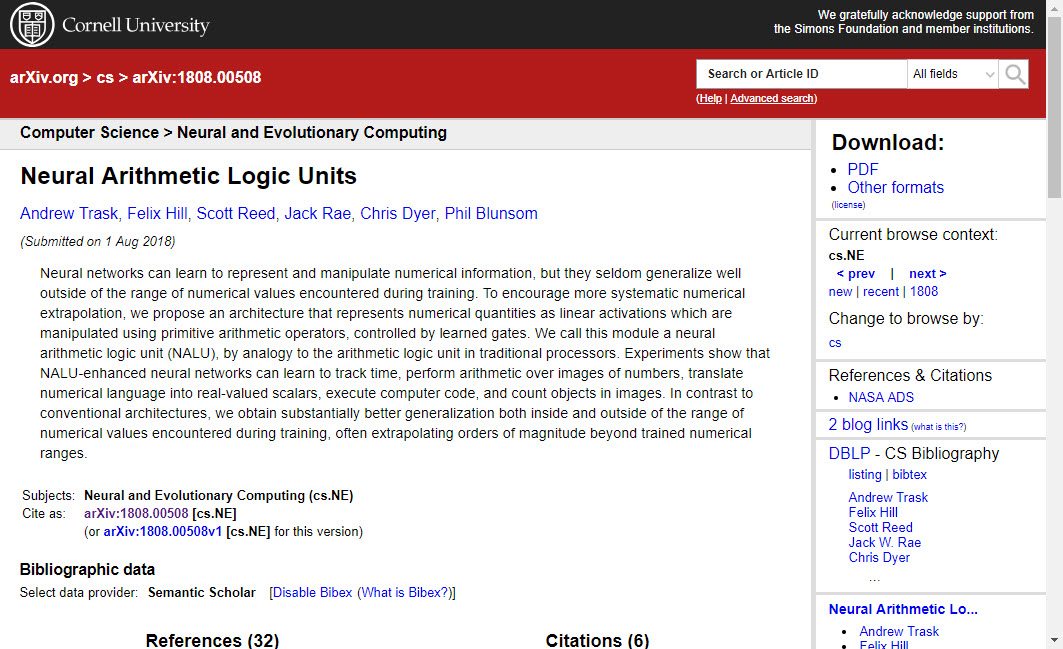 Cornell University
We gratefully acknowledge support from
the Simons Foundation and member institutions.
arXiv.org > cs > arXiv:1808.00508
Search or Article ID
All fields
(Help | Advanced search)
Computer Science > Neural and Evolutionary Computing
Neural Arithmetic Logic Units
Andrew Trask, Felix Hill, Scott Reed, Jack Rae, Chris Dyer, Phil Blunsom
(Submitted on 1 Aug 2018)
Neural networks can learn to represent and manipulate numerical information, but they seldom generalize well
outside of the range of numerical values encountered during training. To encourage more systematic numerical
extrapolation, we propose an architecture that represents numerical quantities as linear activations which are
manipulated using primitive arithmetic operators, controlled by learned gates. We call this module a neural
arithmetic logic unit (NALU), by analogy to the arithmetic logic unit in traditional processors. Experiments show that
NALU-enhanced neural networks can learn to track time, perform arithmetic over images of numbers, translate
numerical language into real-valued scalars, execute computer code, and count objects in images. In contrast to
conventional architectures, we obtain substantially better generalization both inside and outside of the range of
numerical values encountered during training, often extrapolating orders of magnitude beyond trained numerical
ranges.
Subjects: Neural and Evolutionary Computing (cs.NE)
Cite as: arXiv:1808.00508 [cs.NE]
(or arXiv:1808.00508v1 [cs.NE] for this version)
Bibliographic data
Select data provider: Semantic Scholar [Disable Bibex (What is Bibex?)]
References (32)
Citations (6)
Download:
• PDF
• Other formats
(license)
Current browse context:
cs.NE
< prev | next >
new | recent | 1808
Change to browse by:
cs
References & Citations
• NASA ADS
2 blog links (what is this?)
DBLP - CS Bibliography
listing | bibtex
Andrew Trask
Felix Hill
Scott Reed
Jack W. Rae
Chris Dyer
...
Neural Arithmetic Lo...
• Andrew Trask
• Felix Hill